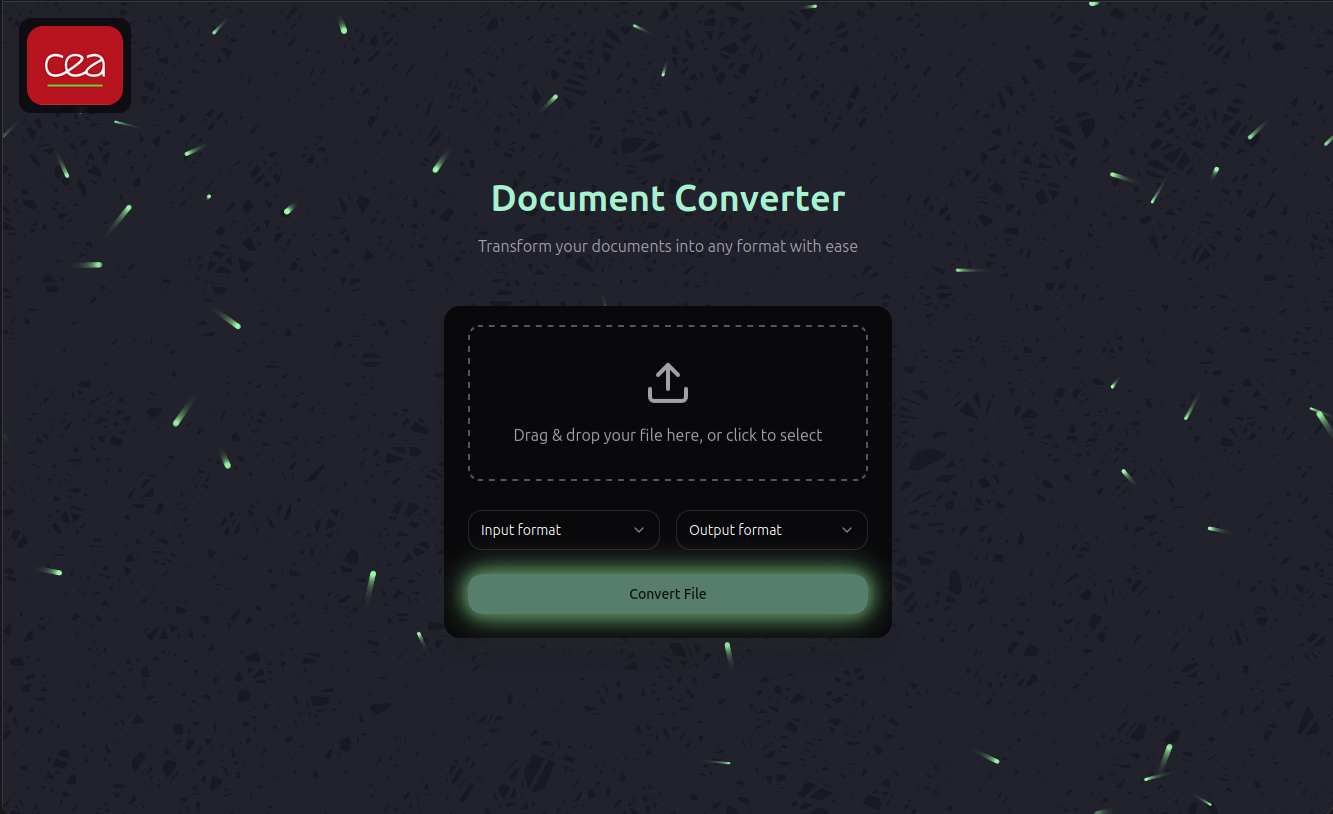 cea
Document Converter
Transform your documents into any format with ease
Drag & drop your file here, or click to select
Input format
Output format
Convert File